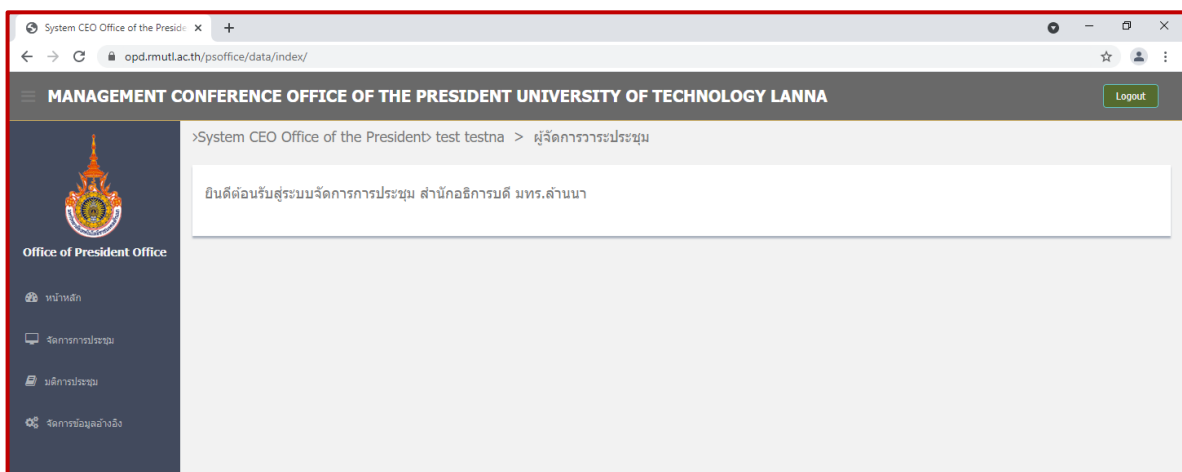 System CEO Office of the Preside
opd.rmutl.ac.th/psoffice/data/index/
MANAGEMENT CONFERENCE OFFICE OF THE PRESIDENT UNIVERSITY OF TECHNOLOGY LANNA
Logout
>System CEO Office of the President> test testna > ผู้จัดการวาระประชุม
ยินดีต้อนรับสู่ระบบจัดการการประชุม สำนักอธิการบดี มทร.ล้านนา
Office of President Office
หน้าหลัก
จัดการการประชุม
มติการประชุม
จัดการข้อมูลอ้างอิง